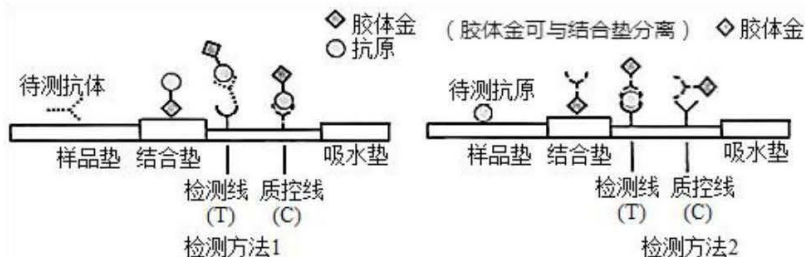 胶体金
抗原
待测抗体
样品垫
结合垫
吸水垫
检测线
(T)
质控线
(C)
检测方法1
(胶体金可与结合垫分离)
胶体金
待测抗原
样品垫
结合垫
吸水垫
检测线
(T)
质控线
(C)
检测方法2